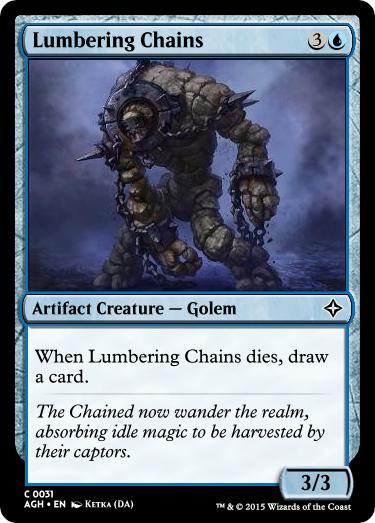 Lumbering Chains 3
Artifact Creature — Golem
When Lumbering Chains dies, draw
a card.
The Chained now wander the realm,
absorbing idle magic to be harvested by
their captors.
3/3
C 0031
AGH • EN KETKA (DA)
™ & © 2015 Wizards of the Coast